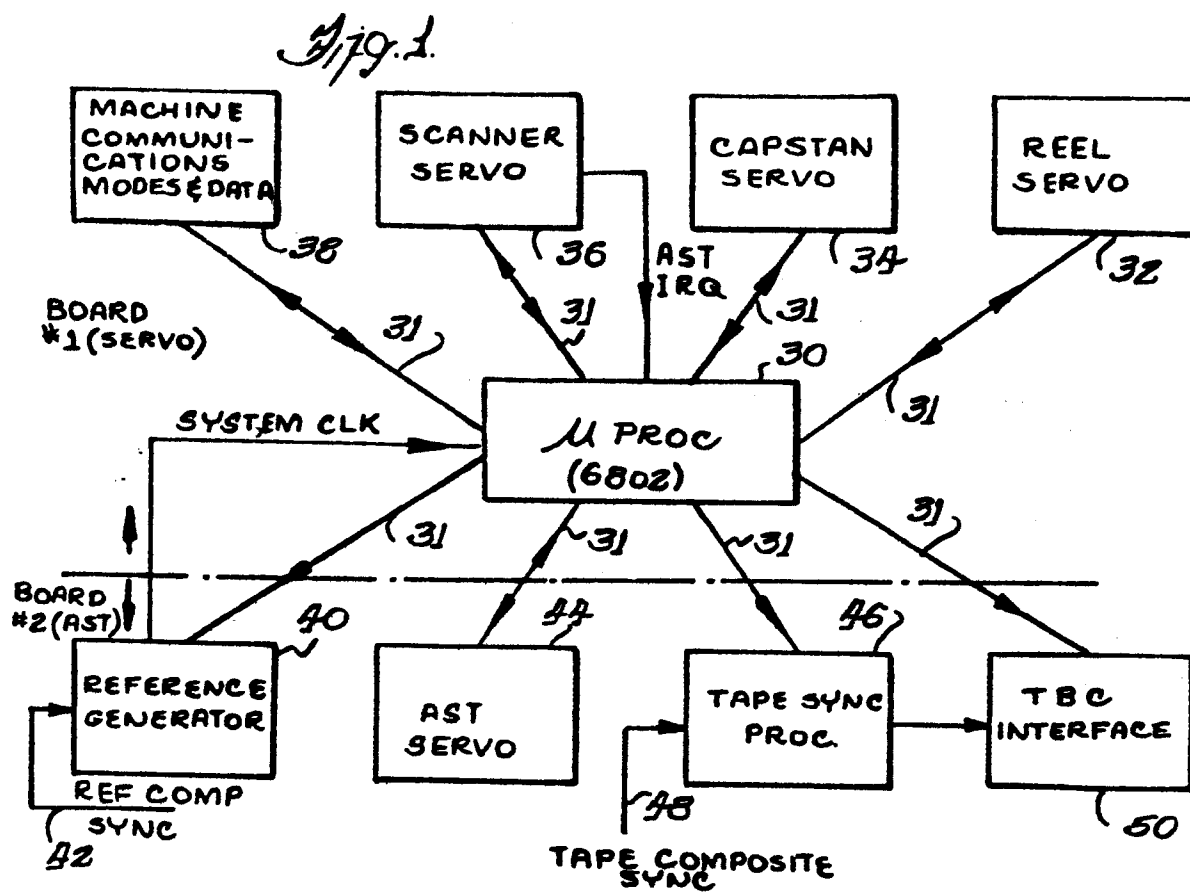 Fig. 1.
MACHINE
COMMUNI-
CATIONS
MODES & DATA
38
SCANNER
SERVO
36
AST
IRQ
CAPSTAN
SERVO
34
REEL
SERVO
32
BOARD
#1 (SERVO)
31
31
31
31
30
SYSTEM CLK
μ PROC
(6802)
31
31
31
31
BOARD
#2 (AST)
40
44
46
REFERENCE
GENERATOR
AST
SERVO
TAPE SYNC
PROC.
TBC
INTERFACE
REF COMP
SYNC
42
48
50
TAPE COMPOSITE
SYNC